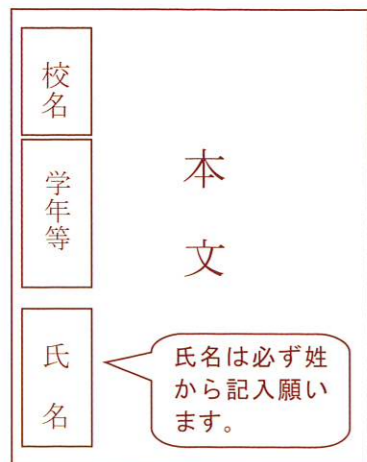 本文
校名
学年等
氏名
氏名は必ず姓
から記入願い
ます。